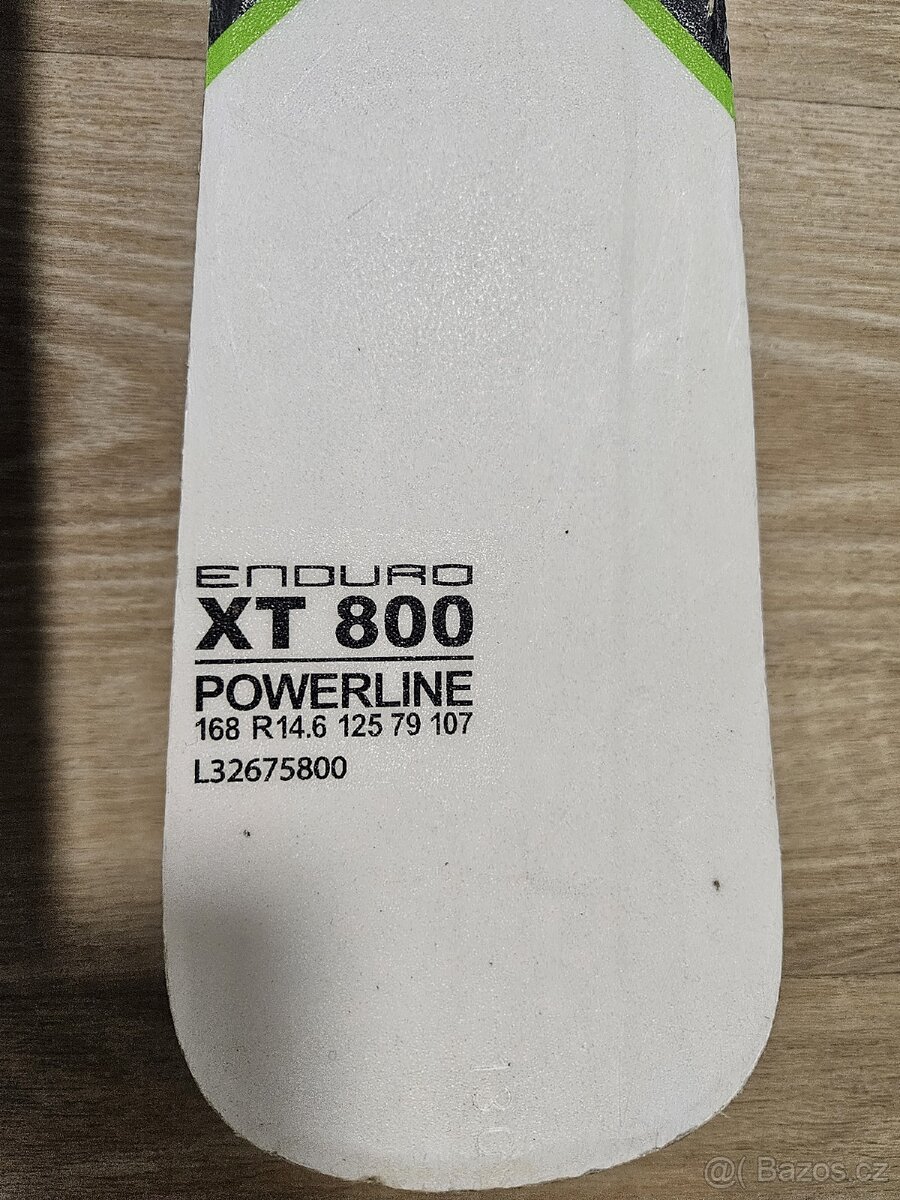 ENDURO
XT 800
POWERLINE
168 R14.6 125 79 107
L32675800
@( Bazos.cz